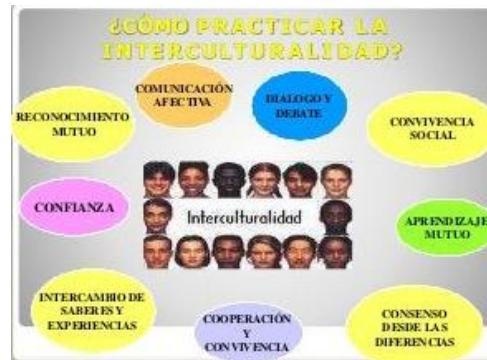 ¿CÓMO PRACTICAR LA
INTERCULTURALIDAD?
COMUNICACIÓN
AFECTIVA
DIALOGO Y
DEBATE
RECONOCIMIENTO
MUTUO
CONVIVENCIA
SOCIAL
CONFIANZA
Interculturalidad
APRENDIZAJE
MUTUO
INTERCAMBIO DE
SABERES Y
EXPERIENCIAS
COOPERACIÓN
Y
CONVIVENCIA
CONSENSO
DESDE LAS
DIFERENCIAS